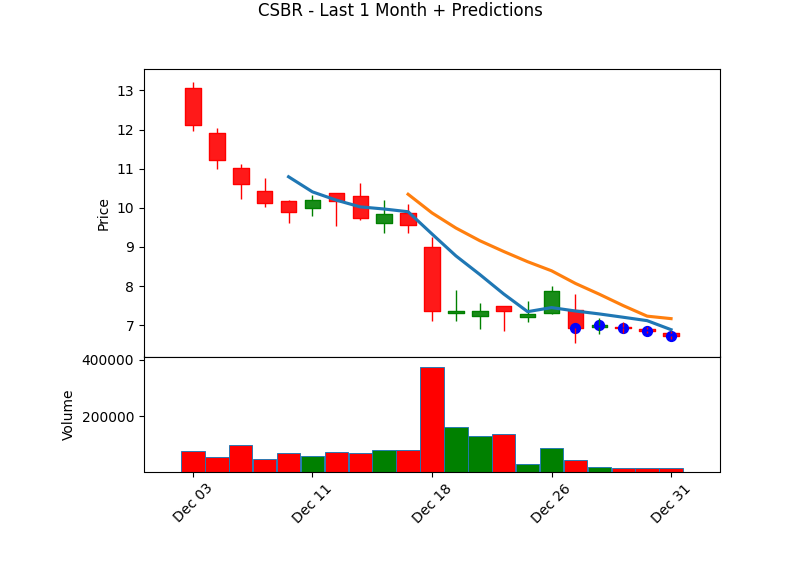 CSBR - Last 1 Month + Predictions
13
12
11
10
9
8
7
Price
400000
200000
Volume
Dec 03
Dec 11
Dec 18
Dec 26
Dec 31